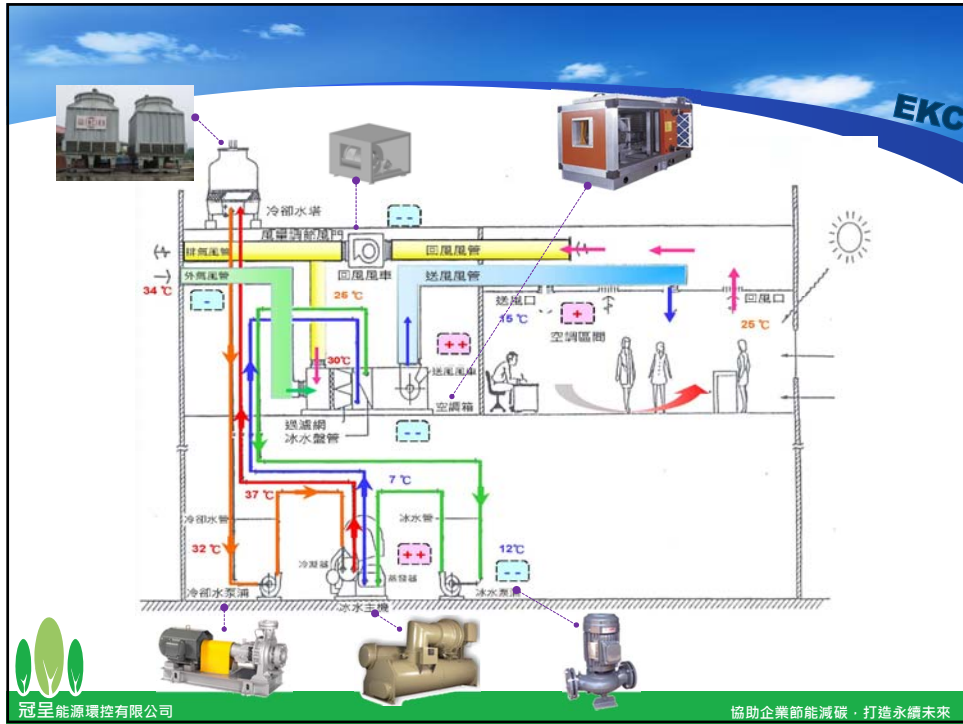 EKC
冷卻水塔
風量調節風門
--
排氣風管
回風風管
外氣風管
回風風車
送風風管
34 ℃
-
25 ℃
送風口
15 ℃
+
回風口
25 ℃
空調區間
++
30℃
送風風車
空調箱
過濾網
冰水盤管
--
7 ℃
37 ℃
冷卻水管
冰水管
32 ℃
++
12℃
冷凝器
蒸發器
--
冷卻水泵浦
冰水主機
冰水泵浦
冠呈能源環控有限公司
協助企業節能減碳，打造永續未來